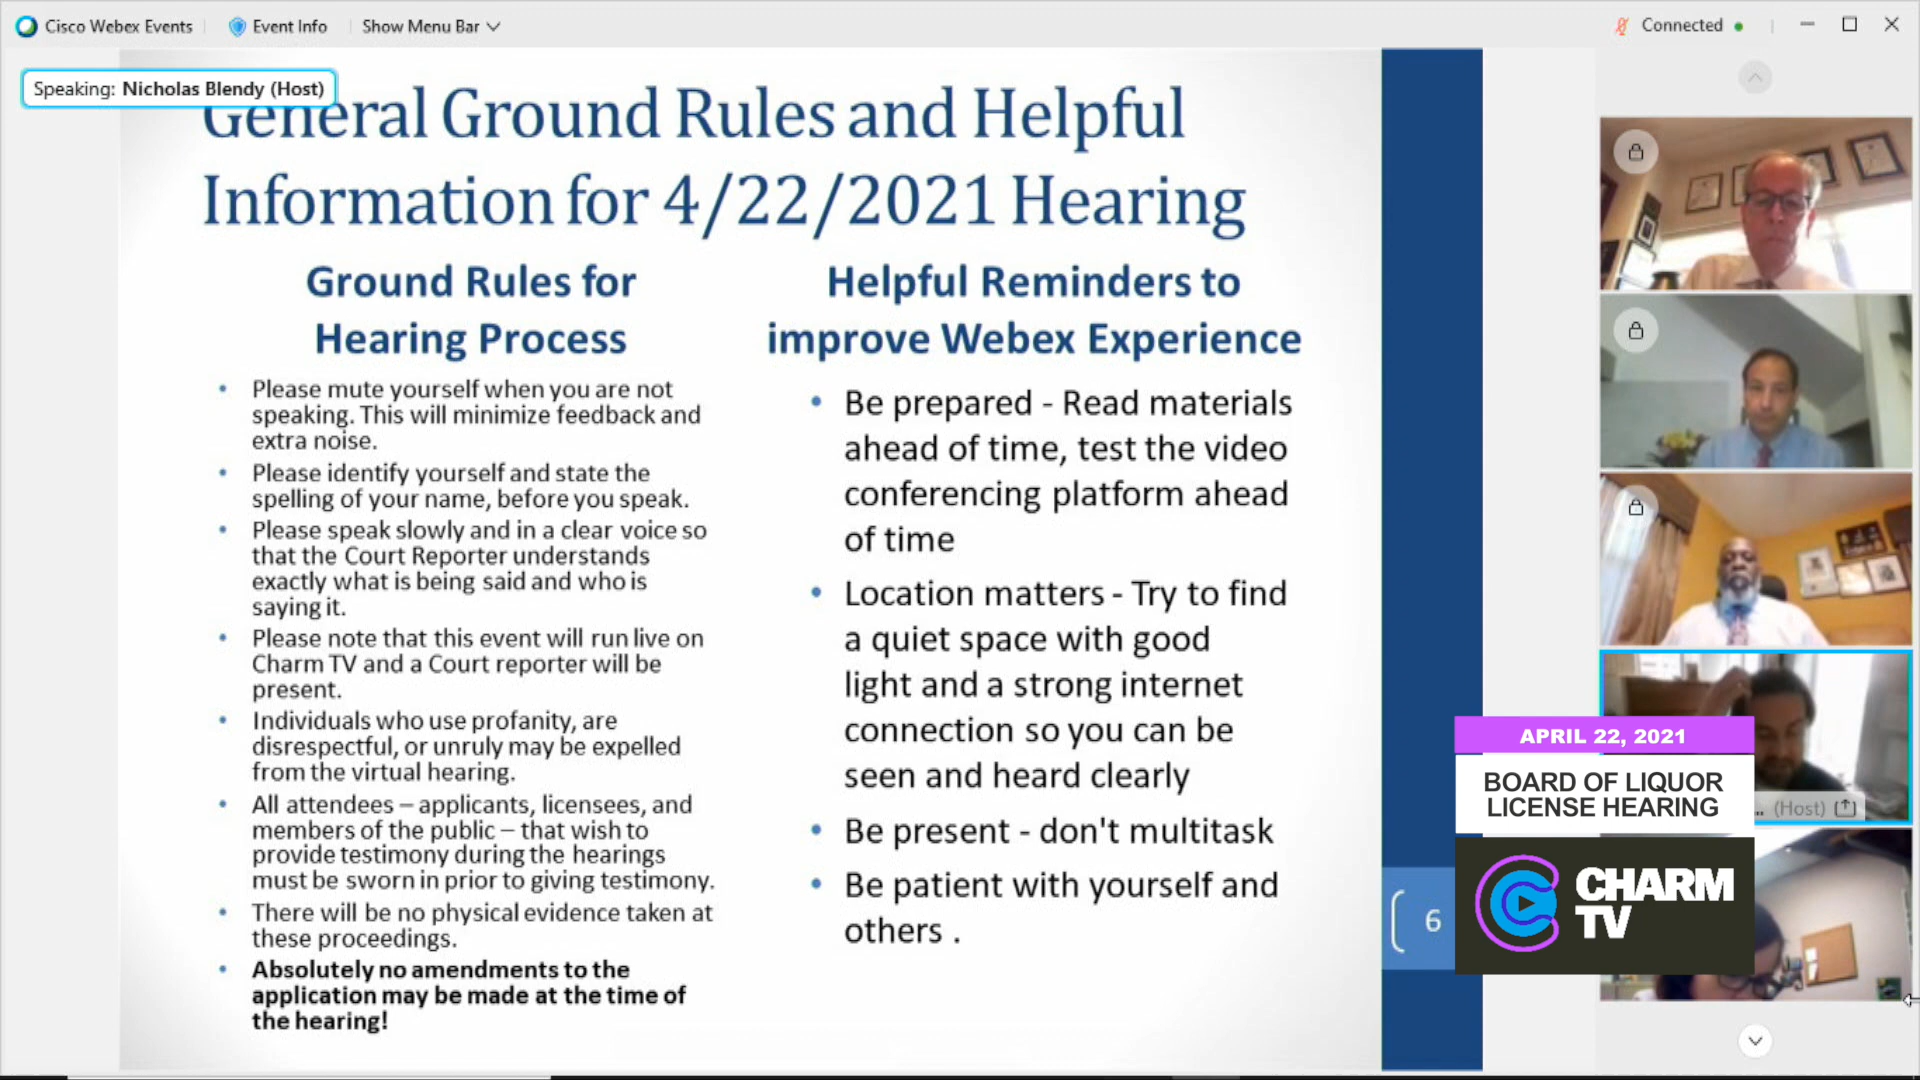 Cisco Webex Events
Event Info
Show Menu Bar
Connected
Speaking: Nicholas Blendy (Host)
General Ground Rules and Helpful
Information for 4/22/2021 Hearing
Ground Rules for
Hearing Process
• Please mute yourself when you are not
speaking. This will minimize feedback and
extra noise.
• Please identify yourself and state the
spelling of your name, before you speak.
• Please speak slowly and in a clear voice so
that the Court Reporter understands
exactly what is being said and who is
saying it.
• Please note that this event will run live on
Charm TV and a Court reporter will be
present.
• Individuals who use profanity, are
disrespectful, or unruly may be expelled
from the virtual hearing.
• All attendees – applicants, licensees, and
members of the public – that wish to
provide testimony during the hearings
must be sworn in prior to giving testimony.
• There will be no physical evidence taken at
these proceedings.
• Absolutely no amendments to the
application may be made at the time of
the hearing!
Helpful Reminders to
improve Webex Experience
• Be prepared - Read materials
ahead of time, test the video
conferencing platform ahead
of time
• Location matters - Try to find
a quiet space with good
light and a strong internet
connection so you can be
seen and heard clearly
• Be present - don't multitask
• Be patient with yourself and
others .
6
APRIL 22, 2021
BOARD OF LIQUOR
LICENSE HEARING
... (Host)
CHARM
TV